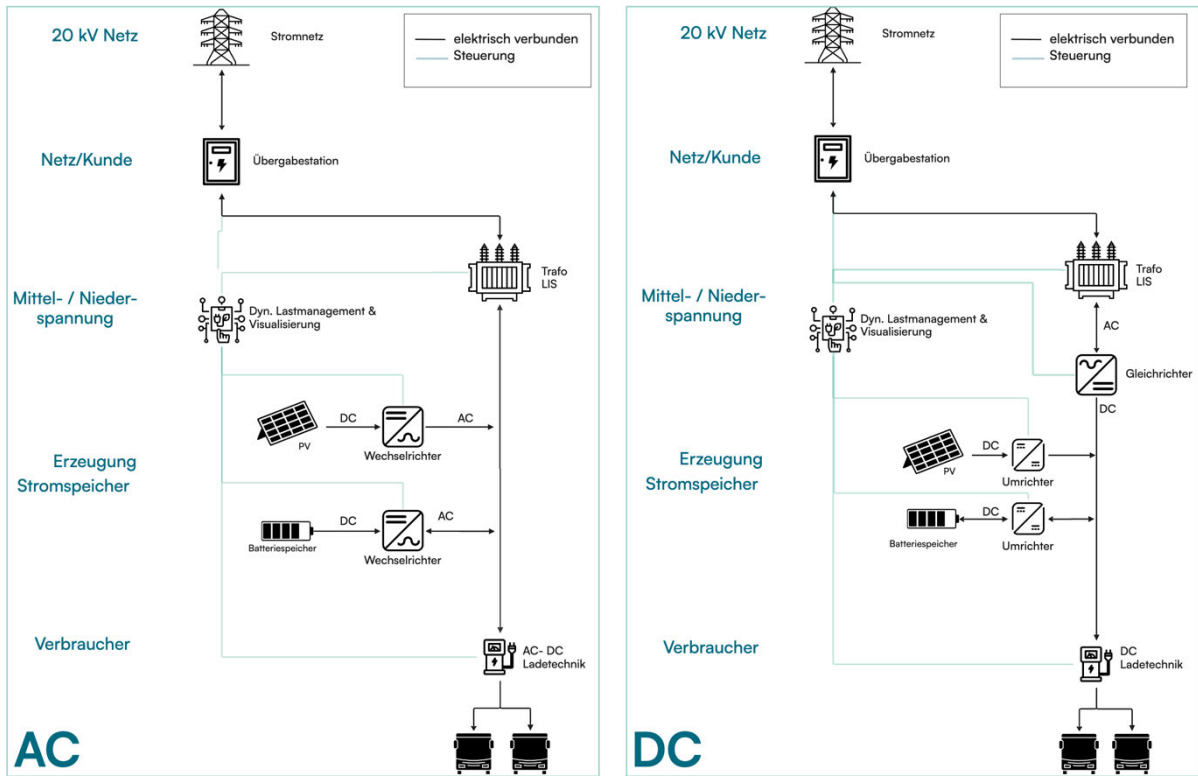 20 kV Netz
Stromnetz
elektrisch verbunden
Steuerung
Netz/Kunde
Übergabestation
Trafo
LIS
Mittel- / Nieder-
spannung
Dyn. Lastmanagement &
Visualisierung
DC
AC
PV
Wechselrichter
Erzeugung
Stromspeicher
DC
AC
Batteriespeicher
Wechselrichter
Verbraucher
AC- DC
Ladetechnik
AC
20 kV Netz
Stromnetz
elektrisch verbunden
Steuerung
Netz/Kunde
Übergabestation
Trafo
LIS
Mittel- / Nieder-
spannung
Dyn. Lastmanagement &
Visualisierung
AC
Gleichrichter
DC
DC
PV
Umrichter
Erzeugung
Stromspeicher
DC
Batteriespeicher
Umrichter
Verbraucher
DC
Ladetechnik
DC